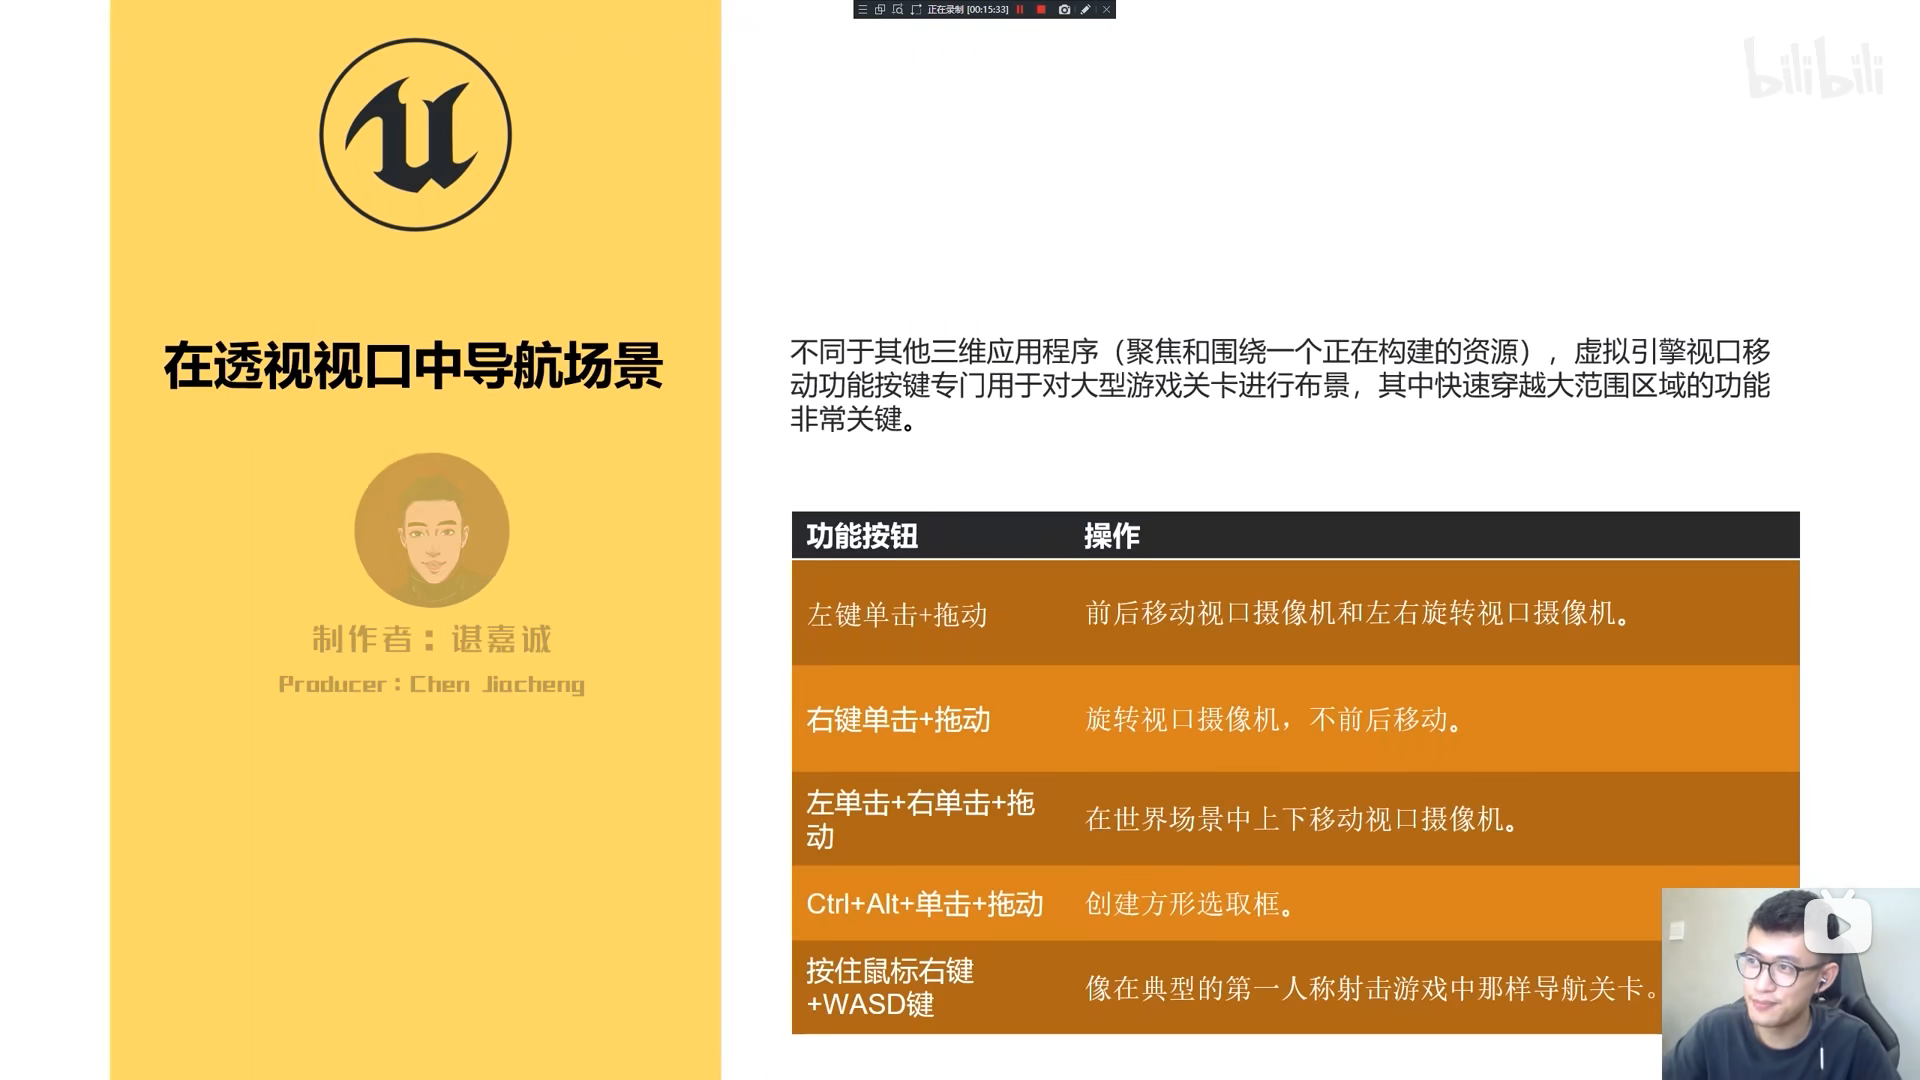 正在录制 [00:15:33]
bilibili
在透视视口中导航场景
制作者：谌嘉诚
Producer：Chen Jiacheng
不同于其他三维应用程序（聚焦和围绕一个正在构建的资源），虚拟引擎视口移
动功能按键专门用于对大型游戏关卡进行布景，其中快速穿越大范围区域的功能
非常关键。
功能按钮 操作
左键单击+拖动 前后移动视口摄像机和左右旋转视口摄像机。
右键单击+拖动 旋转视口摄像机，不前后移动。
左单击+右单击+拖
动
在世界场景中上下移动视口摄像机。
Ctrl+Alt+单击+拖动 创建方形选取框。
按住鼠标右键
+WASD键
像在典型的第一人称射击游戏中那样导航关卡。